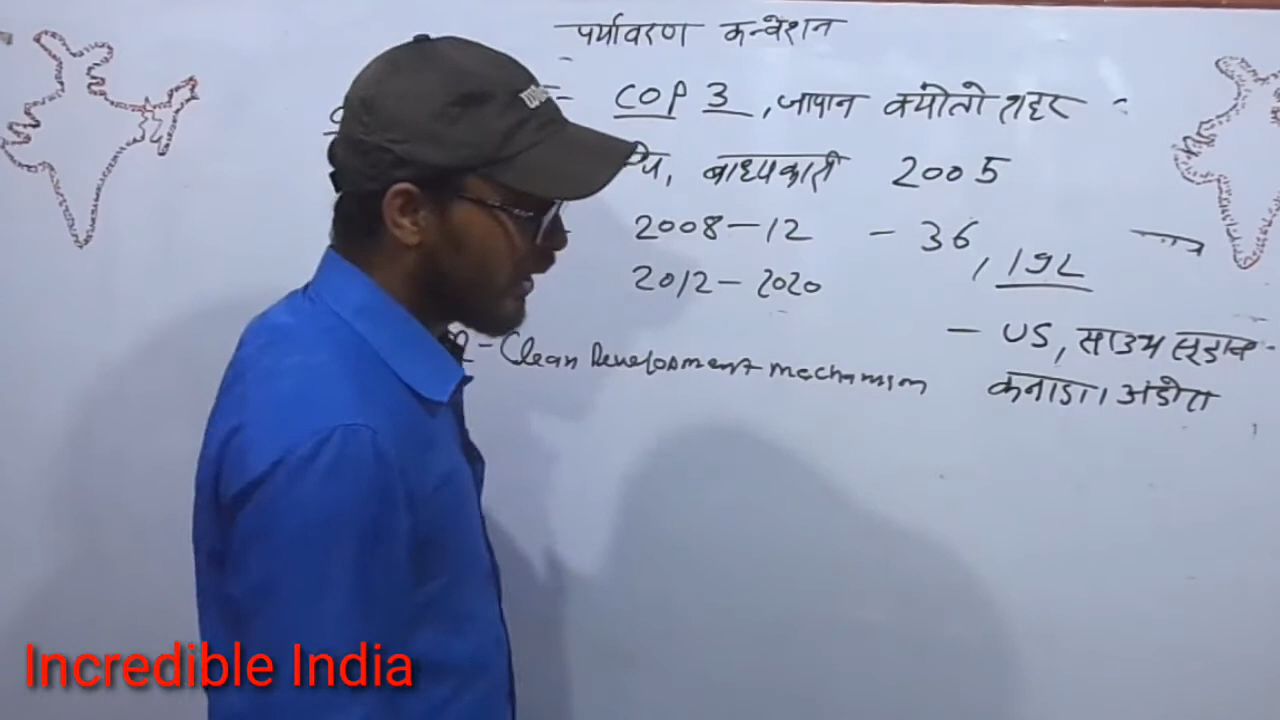 पर्यावरण कन्वेशन
COP 3, जापान क्योतो शहर -
बाध्यकारी 2005
2008-12 - 36, 192
2012-2020
- US, साउथ सूडान -
- Clean Development mechanism
कनाडा। अंडोरा
Incredible India